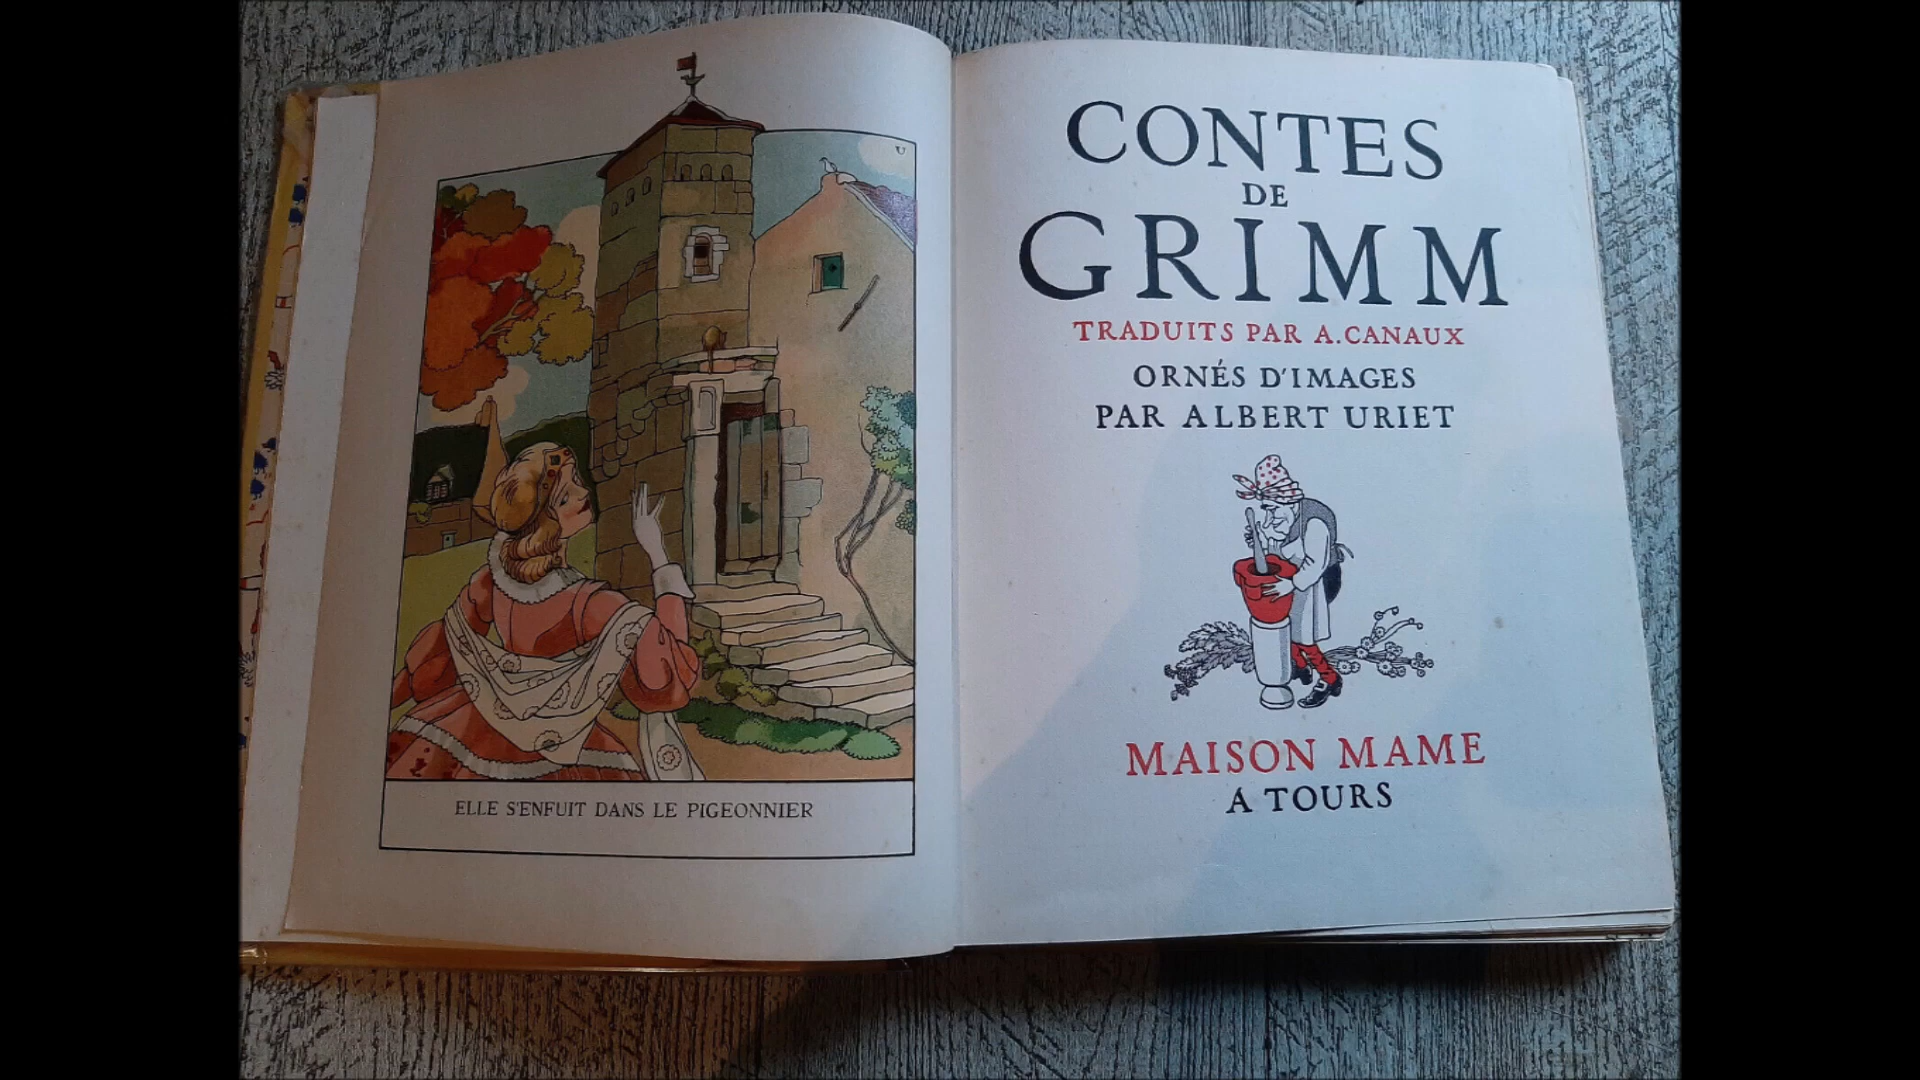 ELLE S'ENFUIT DANS LE PIGEONNIER
CONTES
DE
GRIMM
TRADUITS PAR A. CANAUX
ORNÉS D'IMAGES
PAR ALBERT URIET
MAISON MAME
A TOURS